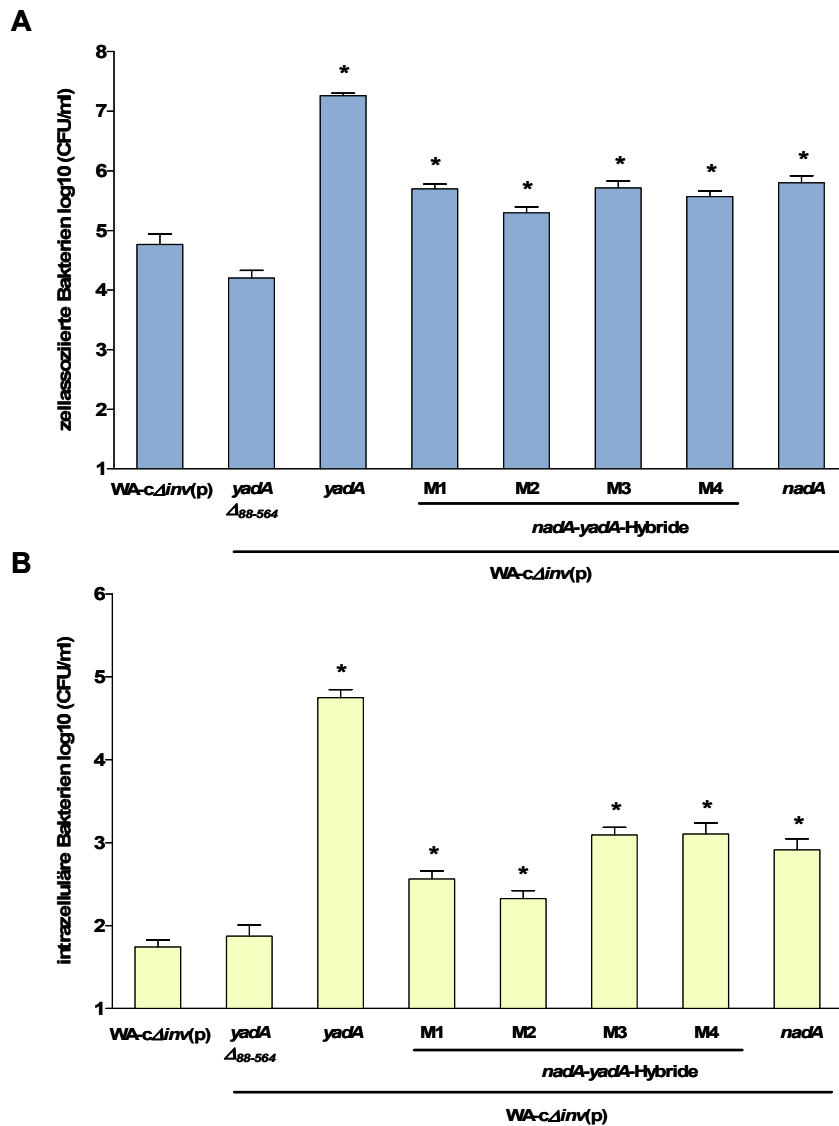 A
zellassoziierte Bakterien log10 (CFU/ml)
8
7
6
5
4
3
2
1
*
*
*
*
*
*
WA-cΔinv(p)
yadA
Δ88-564
yadA
M1
M2
M3
M4
nadA
nadA-yadA-Hybride
WA-cΔinv(p)
B
intrazelluläre Bakterien log10 (CFU/ml)
6
5
4
3
2
1
*
*
*
*
*
*
WA-cΔinv(p)
yadA
Δ88-564
yadA
M1
M2
M3
M4
nadA
nadA-yadA-Hybride
WA-cΔinv(p)